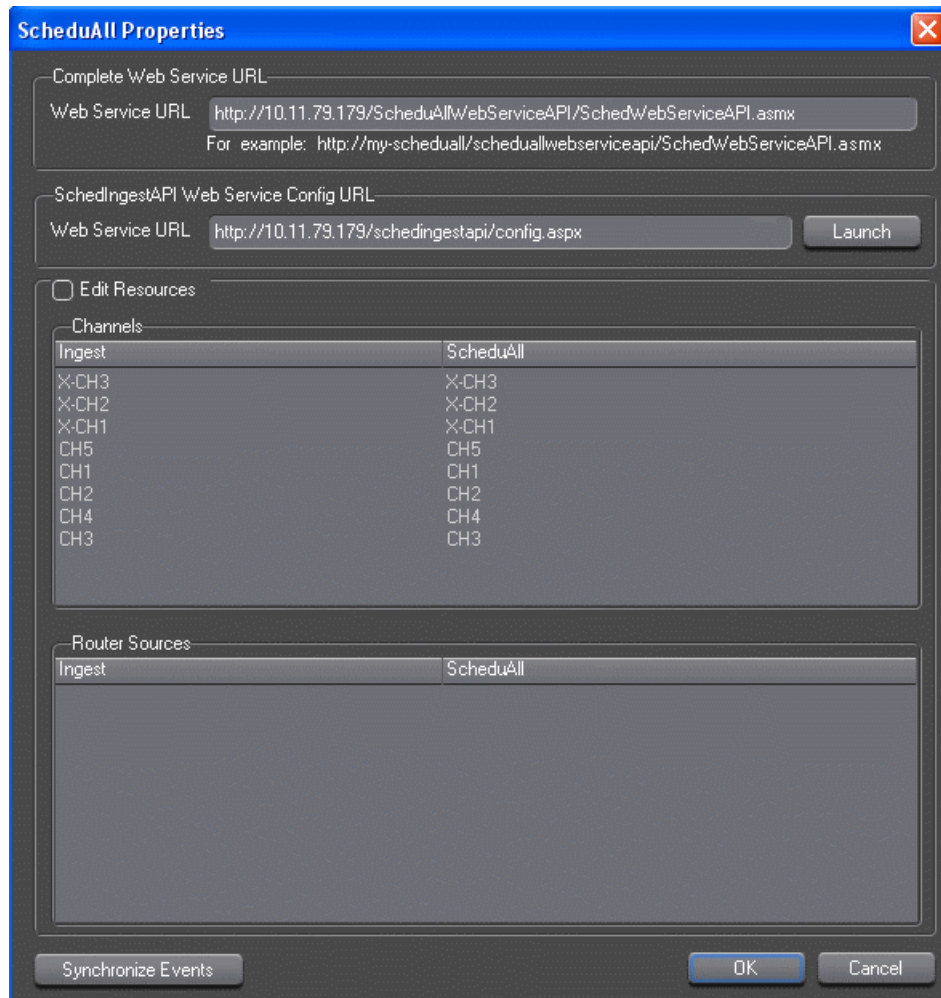 ScheduAll Properties
Complete Web Service URL
Web Service URL http://10.11.79.179/ScheduAllWebServiceAPI/SchedWebServiceAPI.asmx
For example: http://my-scheduall/scheduallwebserviceapi/SchedWebServiceAPI.asmx
SchedIngestAPI Web Service Config URL
Web Service URL http://10.11.79.179/schedingestapi/config.aspx Launch
Edit Resources
Channels
Ingest ScheduAll
X-CH3 X-CH3
X-CH2 X-CH2
X-CH1 X-CH1
CH5 CH5
CH1 CH1
CH2 CH2
CH4 CH4
CH3 CH3
Router Sources
Ingest ScheduAll
Synchronize Events OK Cancel